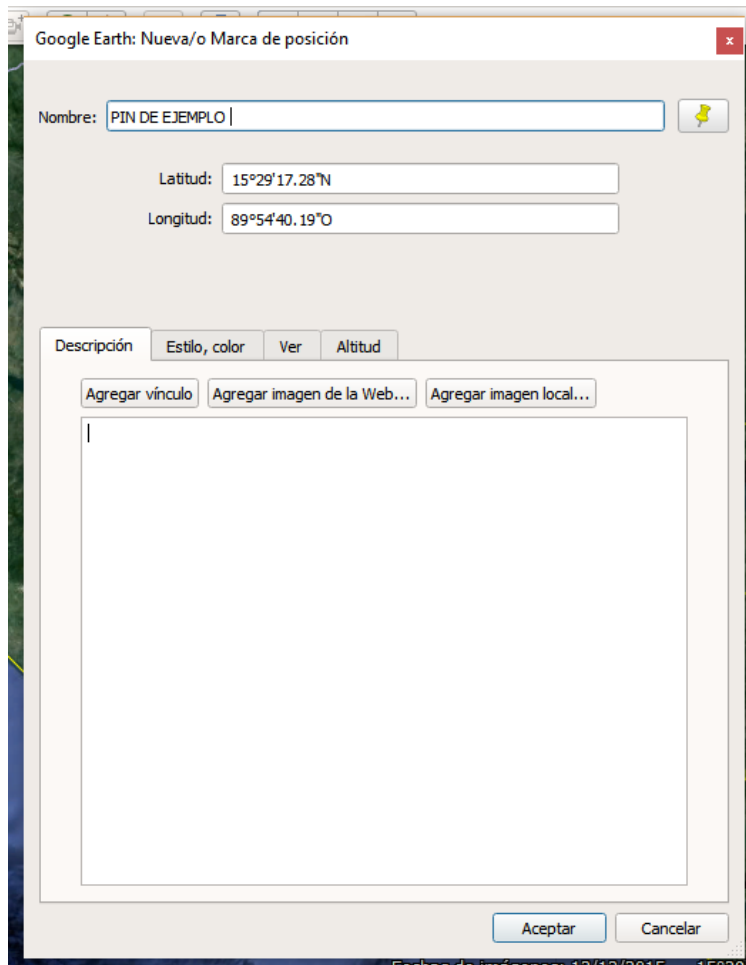 Google Earth: Nueva/o Marca de posición
x
Nombre: PIN DE EJEMPLO
Latitud: 15°29'17.28"N
Longitud: 89°54'40.19"O
Descripción Estilo, color Ver Altitud
Agregar vínculo Agregar imagen de la Web... Agregar imagen local...
Aceptar Cancelar